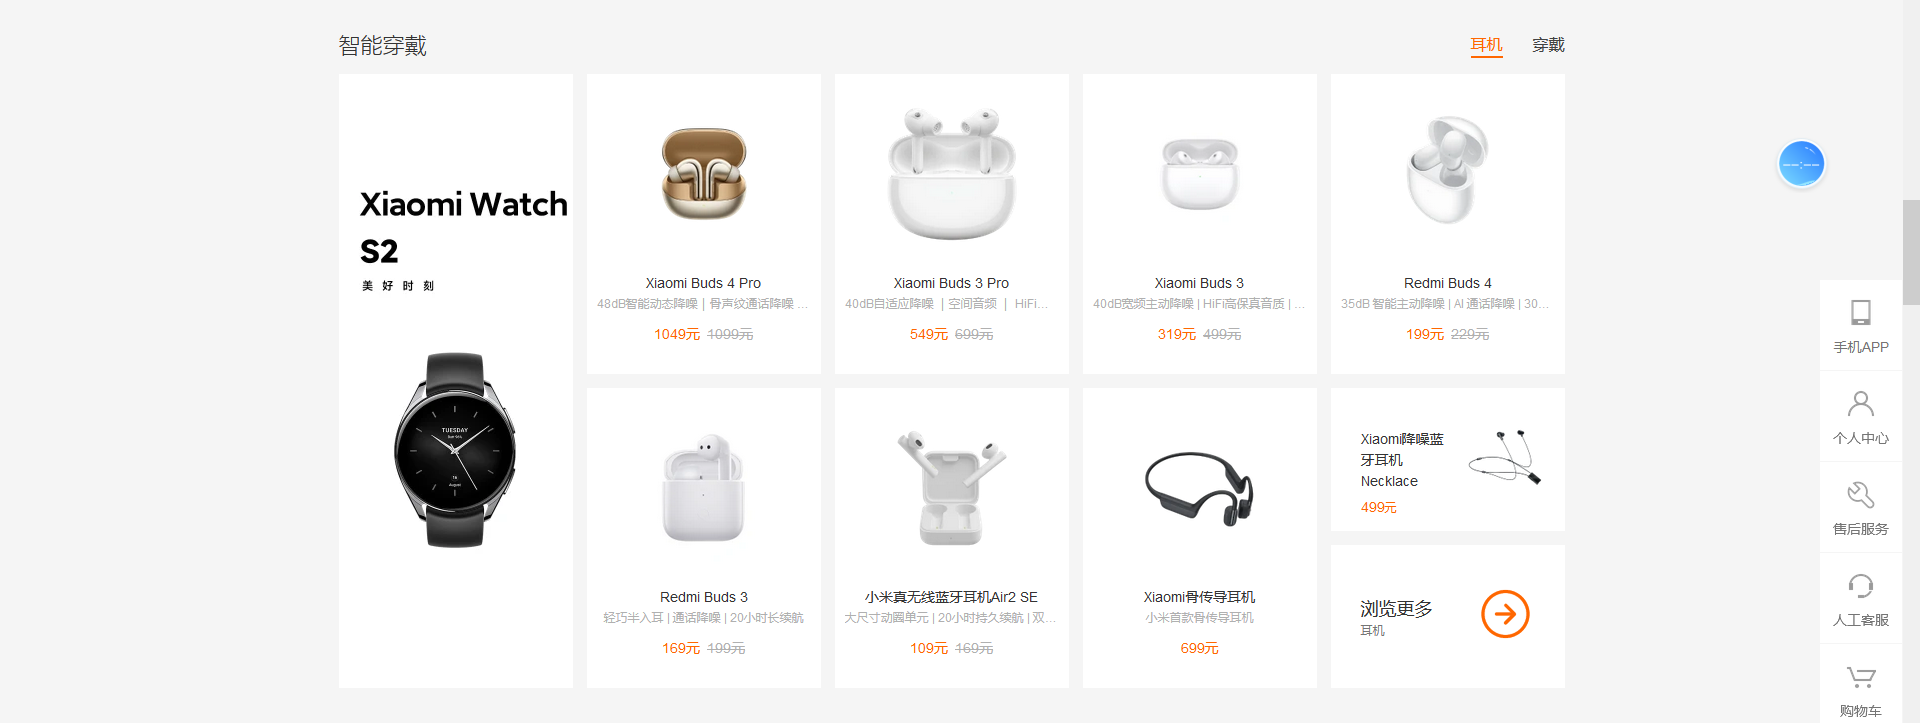 智能穿戴
耳机 穿戴
Xiaomi Watch
S2
美好时刻
TUESDAY
16
August
Xiaomi Buds 4 Pro
48dB智能动态降噪 | 骨声纹通话降噪 ...
1049元 1099元
Xiaomi Buds 3 Pro
40dB自适应降噪 | 空间音频 | HiFi...
549元 699元
Xiaomi Buds 3
40dB宽频主动降噪 | HiFi高保真音质 | ...
319元 499元
Redmi Buds 4
35dB 智能主动降噪 | AI 通话降噪 | 30...
199元 229元
Redmi Buds 3
轻巧半入耳 | 通话降噪 | 20小时长续航
169元 199元
小米真无线蓝牙耳机Air2 SE
大尺寸动圈单元 | 20小时持久续航 | 双...
109元 169元
Xiaomi骨传导耳机
小米首款骨传导耳机
699元
Xiaomi降噪蓝
牙耳机
Necklace
499元
浏览更多
耳机
手机APP
个人中心
售后服务
人工客服
购物车